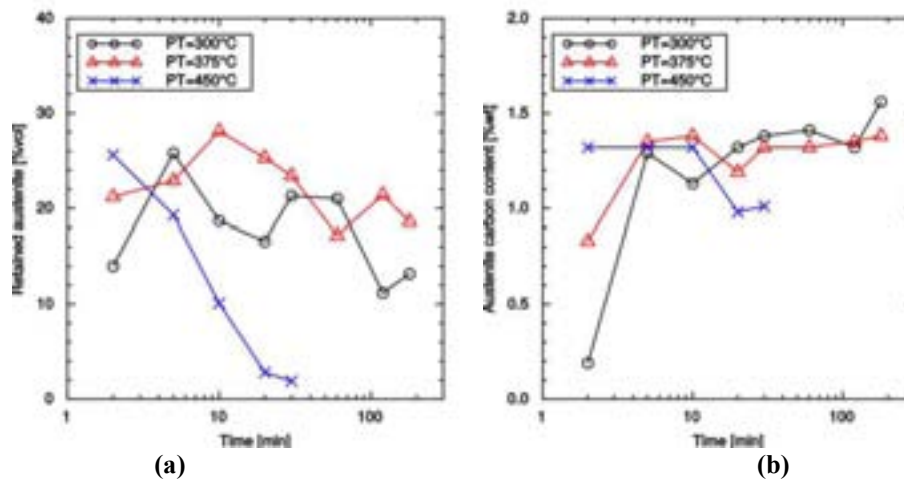 40
30
20
10
0
Retained austenite [%vol]
PT=300°C
PT=375°C
PT=450°C
1
10
100
Time [min]
(a)
2.0
1.5
1.0
0.5
0.0
Austenite carbon content [%wt]
PT=300°C
PT=375°C
PT=450°C
1
10
100
Time [min]
(b)